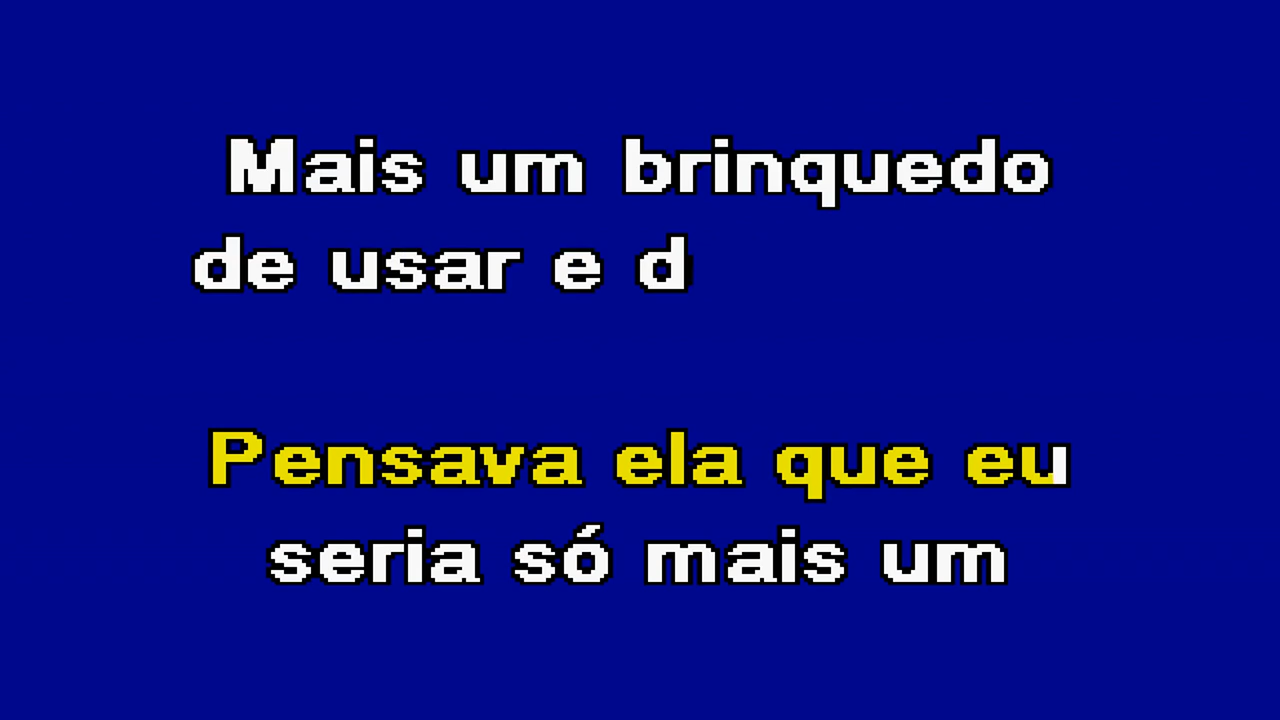 Mais um brinquedo
de usar e d
Pensava ela que eu
seria só mais um